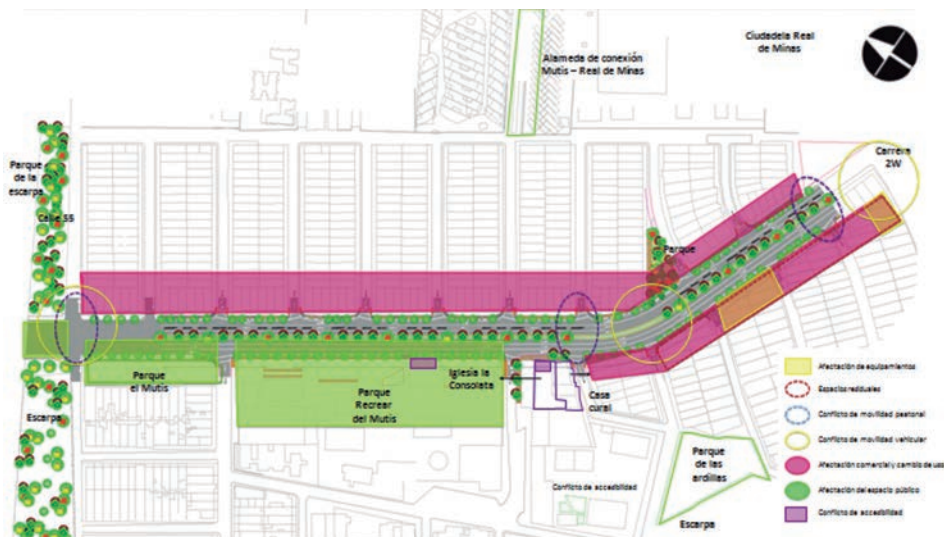 Ciudadela Real
de Minas
Alameda de conexión
Mutis – Real de Minas
Parque
de la
escarpa
Calle 55
Carrera
2W
Parque
Parque
el Mutis
Iglesia la
Consolata
Parque
Recrear
del Mutis
Casa
cural
Escarpa
Parque
de las
ardillas
Conflicto de accesibilidad
Escarpa
Afectación de equipamientos
Espacios residuales
Conflicto de movilidad peatonal
Conflicto de movilidad vehicular
Afectación comercial y cambio de uso
Afectación del espacio público
Conflicto de accesibilidad